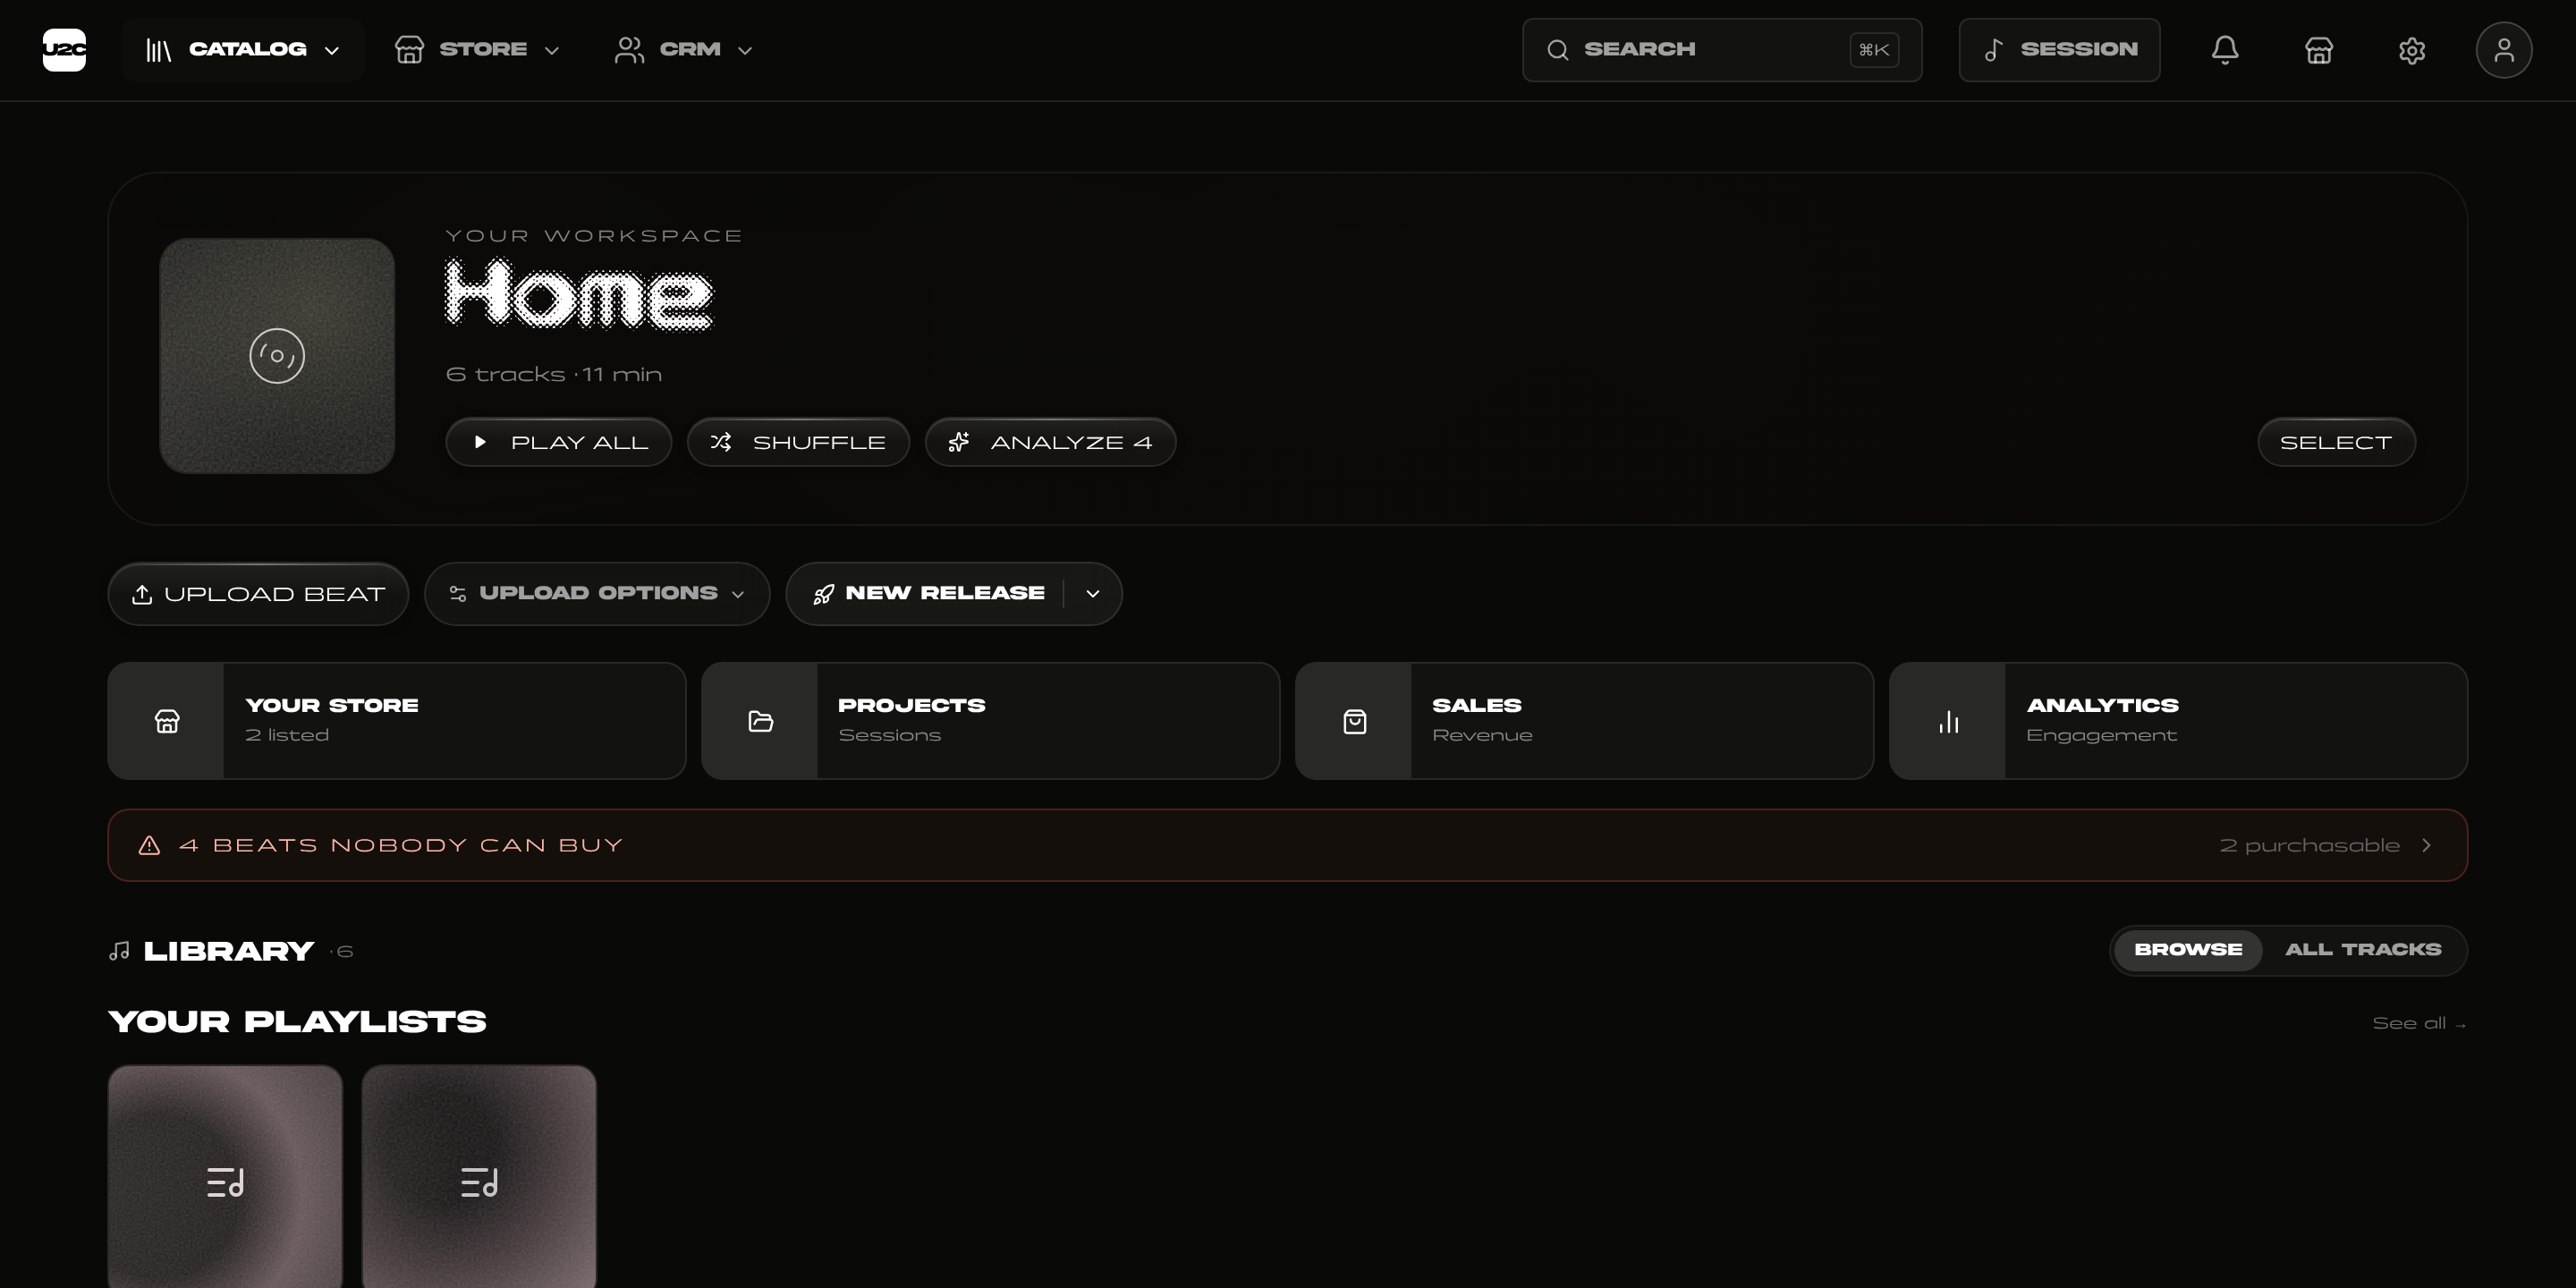 U2C
CATALOG
STORE
CRM
SEARCH
⌘K
SESSION
YOUR WORKSPACE
Home
6 tracks · 11 min
PLAY ALL
SHUFFLE
ANALYZE 4
SELECT
UPLOAD BEAT
UPLOAD OPTIONS
NEW RELEASE
YOUR STORE
2 listed
PROJECTS
Sessions
SALES
Revenue
ANALYTICS
Engagement
4 BEATS NOBODY CAN BUY
2 purchasable
LIBRARY · 6
BROWSE
ALL TRACKS
YOUR PLAYLISTS
See all →